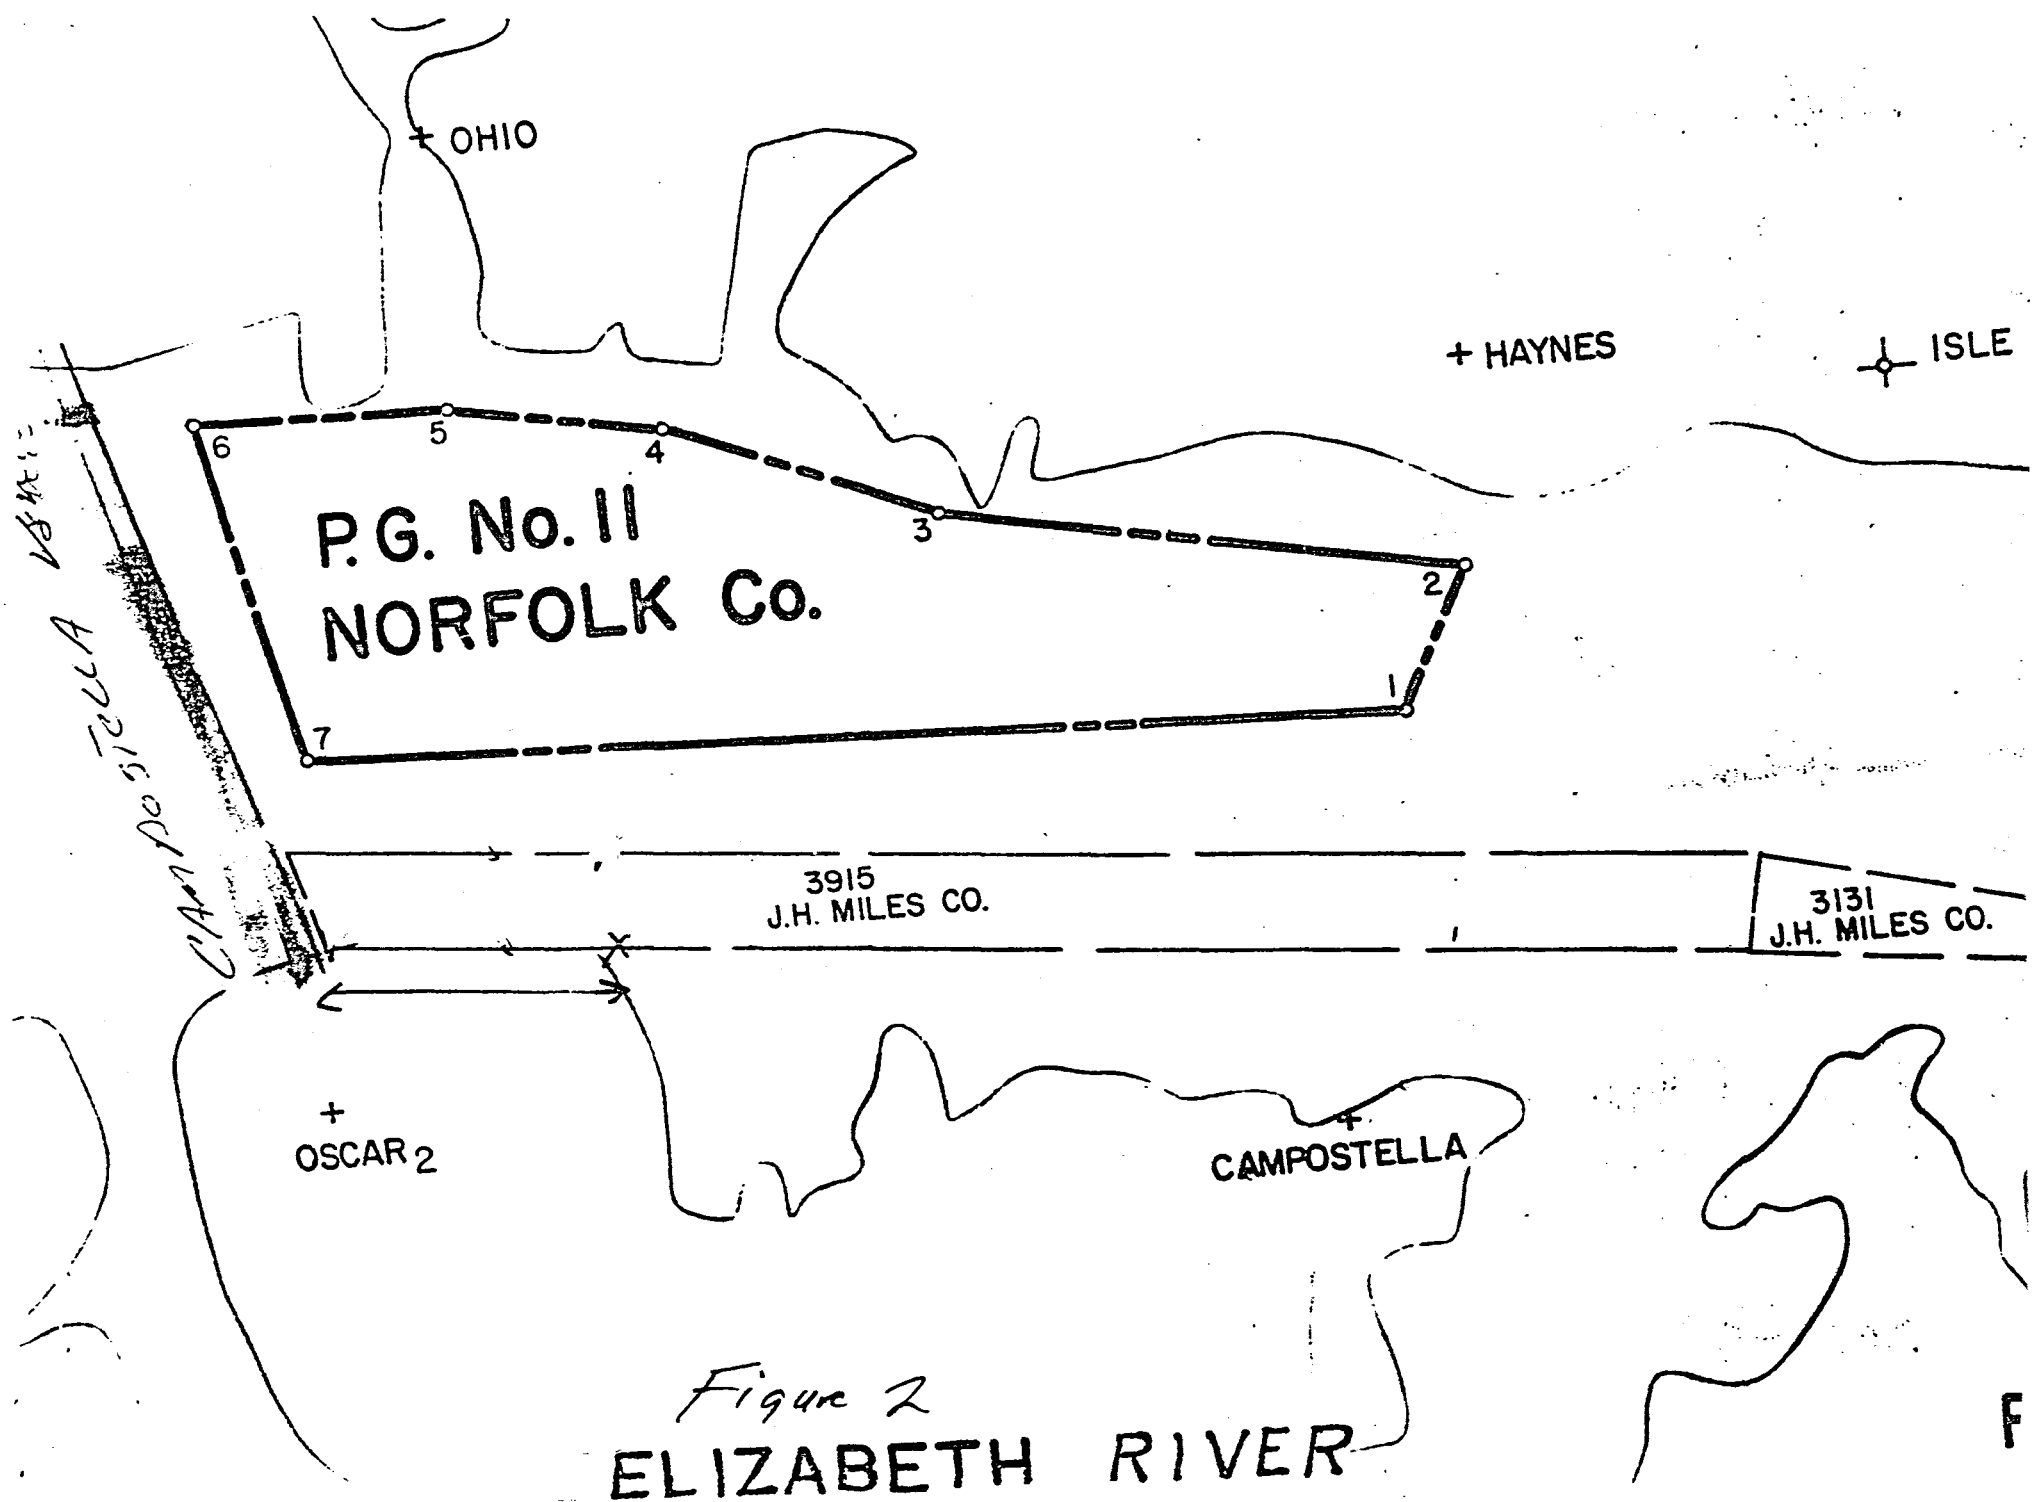 OHIO
HAYNES
ISLE
6
5
4
3
2
1
7
P.G. No. 11
NORFOLK Co.
CAMPOSTELLA
3915
J.H. MILES CO.
3131
J.H. MILES CO.
OSCAR 2
CAMPOSTELLA
Figure 2
ELIZABETH RIVER
F